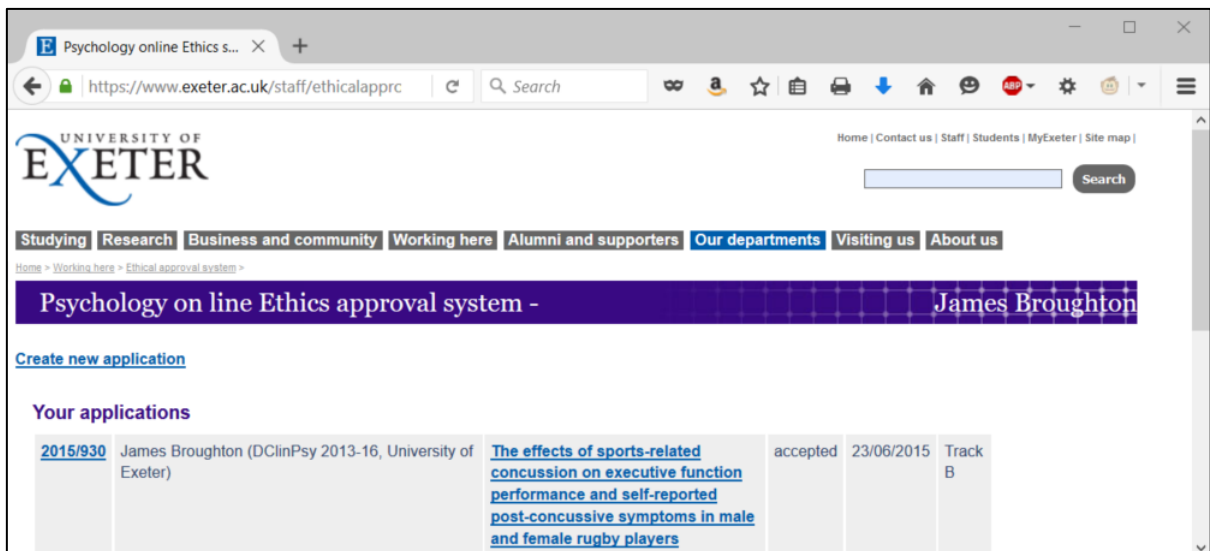 Psychology online Ethics s...
https://www.exeter.ac.uk/staff/ethicalapprc
Search
ABP
UNIVERSITY OF
EXETER
Home | Contact us | Staff | Students | MyExeter | Site map |
Search
Studying Research Business and community Working here Alumni and supporters Our departments Visiting us About us
Home > Working here > Ethical approval system >
Psychology on line Ethics approval system - James Broughton
Create new application
Your applications
2015/930 James Broughton (DClinPsy 2013-16, University of The effects of sports-related accepted 23/06/2015 Track
Exeter) concussion on executive function B
performance and self-reported
post-concussive symptoms in male
and female rugby players